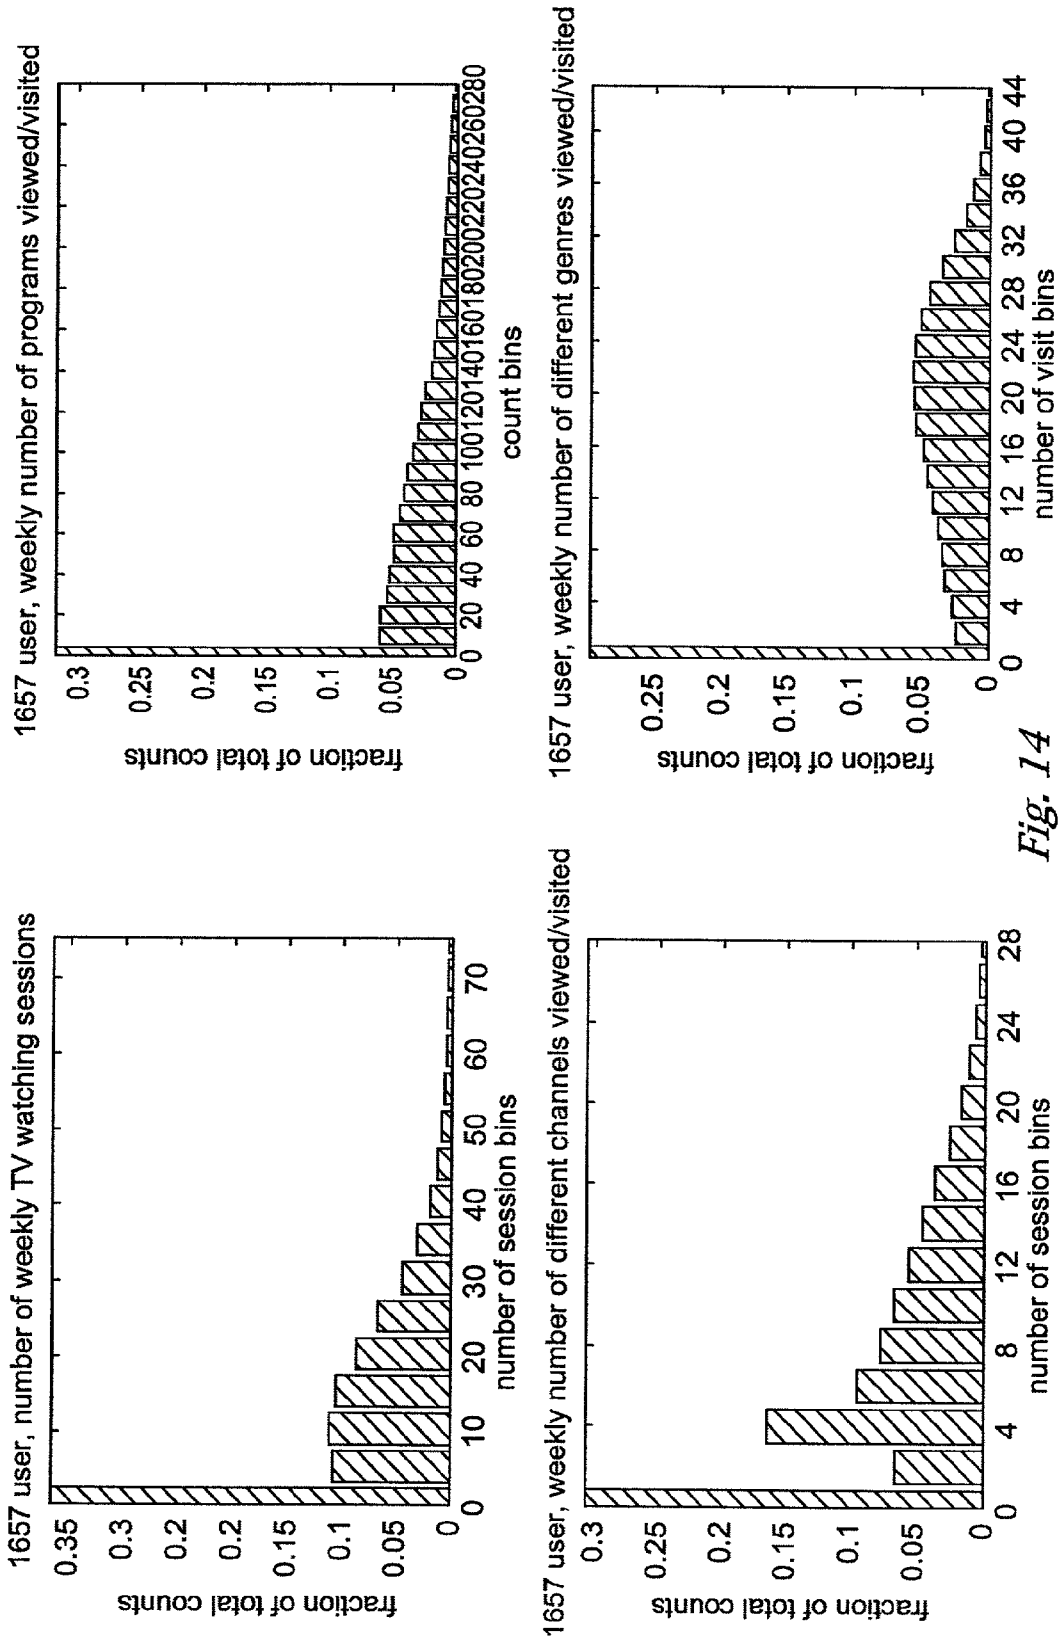 1657 user, number of weekly TV watching sessions
fraction of total counts
0.35
0.3
0.2
0.2
0.15
0.1
0.05
0
0 10 20 30 40 50 60 70
number of session bins
1657 user, weekly number of programs viewed/visited
fraction of total counts
0.3
0.25
0.2
0.15
0.1
0.05
0
0 20 40 60 80 100120140160180200220240260280
count bins
1657 user, weekly number of different channels viewed/visited
fraction of total counts
0.3
0.25
0.2
0.15
0.1
0.05
0
0 4 8 12 16 20 24 28
number of session bins
1657 user, weekly number of different genres viewed/visited
fraction of total counts
0.25
0.2
0.15
0.1
0.05
0
0 4 8 12 16 20 24 28 32 36 40 44
number of visit bins
Fig. 14